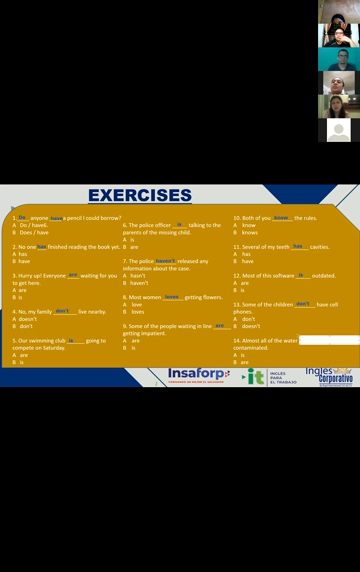 EXERCISES
1. Do anyone have a pencil I could borrow?
A Do / have6.
B Does / have
2. No one has finished reading the book yet.
A has
B have
3. Hurry up! Everyone are waiting for you
to get here.
A are
B is
4. No, my family don't live nearby.
A doesn't
B don't
5. Our swimming club is going to
compete on Saturday.
A are
B is
6. The police officer is talking to the
parents of the missing child.
A is
B are
7. The police haven't released any
information about the case.
A hasn't
B haven't
8. Most women loves getting flowers.
A love
B loves
9. Some of the people waiting in line are
getting impatient.
A are
B is
10. Both of you know the rules.
A know
B knows
11. Several of my teeth has cavities.
A has
B have
12. Most of this software is outdated.
A are
B is
13. Some of the children don't have cell
phones.
A don't
B doesn't
14. Almost all of the water
contaminated.
A is
B are
Insaforp
it
INGLÉS
PARA
EL TRABAJO
Inglés
Corporativo